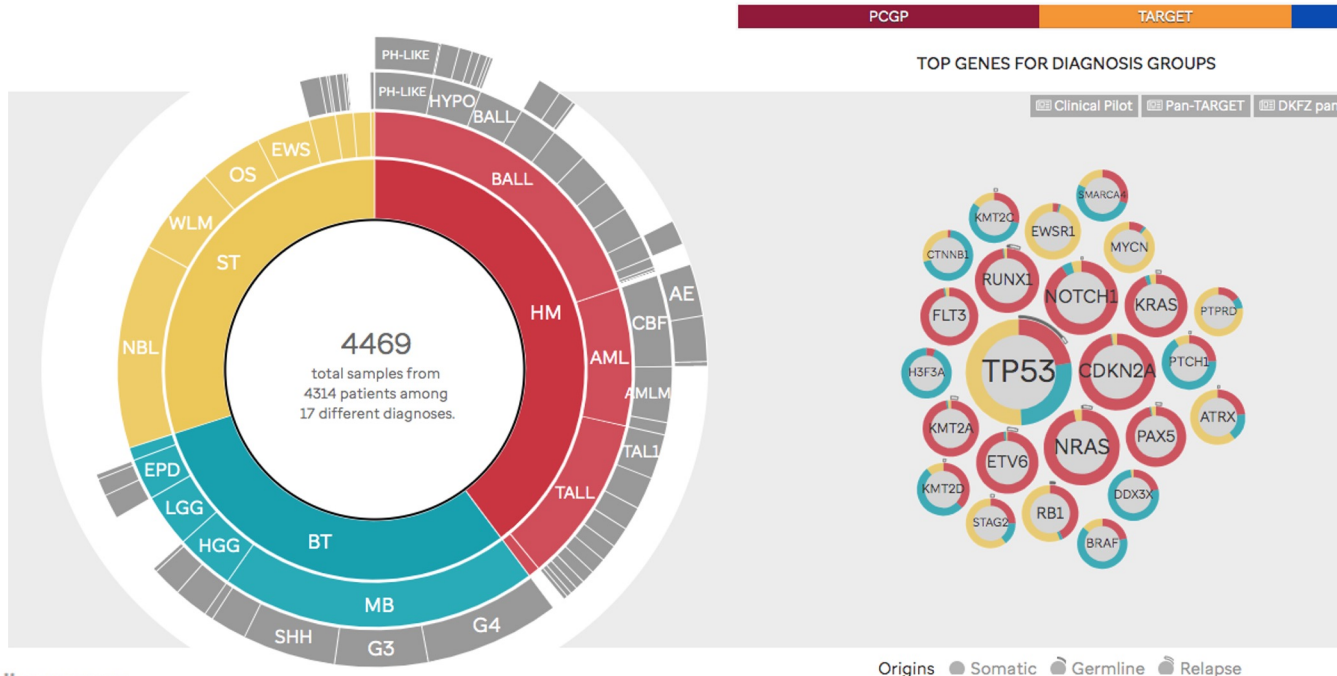 PCGP
TARGET
TOP GENES FOR DIAGNOSIS GROUPS
Clinical Pilot
Pan-TARGET
DKFZ pan
PH-LIKE
PH-LIKE
HYPO
BALL
BALL
HM
AE
CBF
AML
AMLM
TAL1
TALL
EWS
OS
WLM
ST
NBL
4469
total samples from
4314 patients among
17 different diagnoses.
EPD
LGG
HGG
BT
MB
SHH
G3
G4
SMARCA4
KMT2C
EWSR1
MYCN
CTNNB1
RUNX1
NOTCH1
KRAS
FLT3
PTPRD
TP53
CDKN2A
PTCH1
H3F3A
KMT2A
ATRX
ETV6
NRAS
PAX5
KMT2D
DDX3X
STAG2
RB1
BRAF
Origins Somatic Germline Relapse